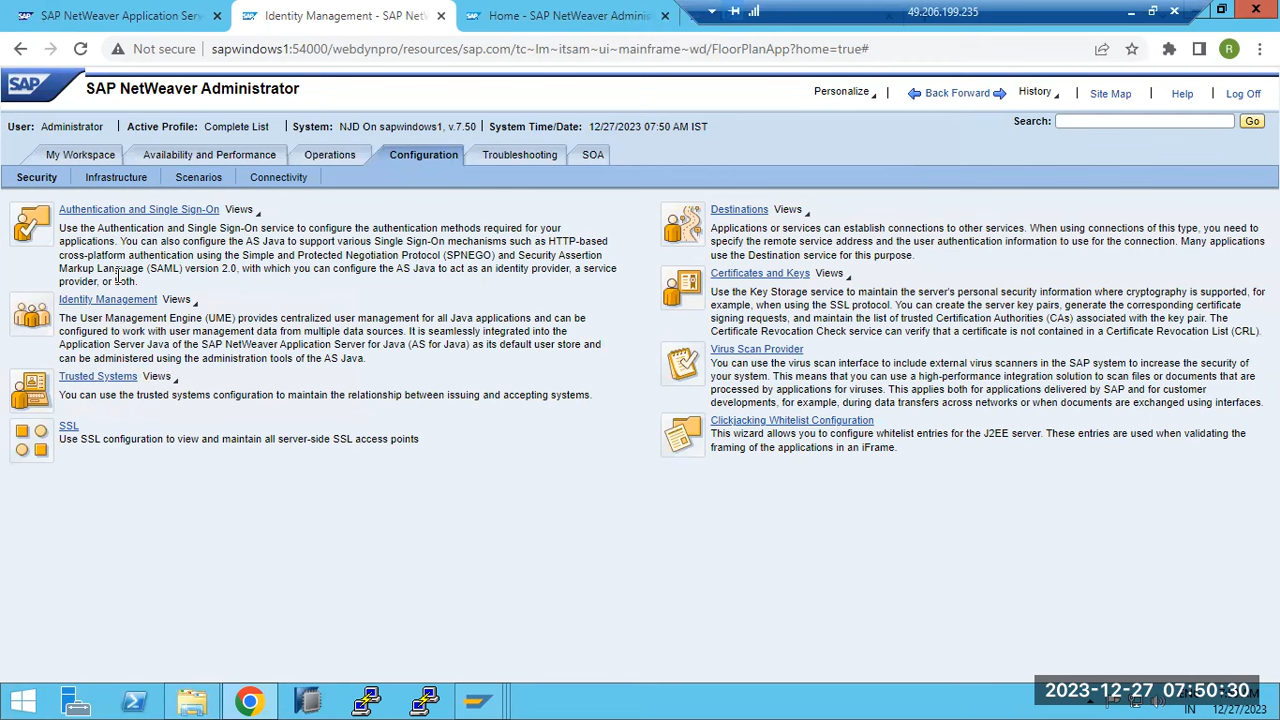 SAP NetWeaver Application Serv
Identity Management - SAP NetW
Home - SAP NetWeaver Adminis
49.206.199.235
Not secure
sapwindows1:54000/webdynpro/resources/sap.com/tc~lm~itsam~ui~mainframe~wd/FloorPlanApp?home=true#
R
SAP
SAP NetWeaver Administrator
Personalize
Back Forward
History
Site Map
Help
Log Off
User: Administrator
Active Profile: Complete List
System: NJD On sapwindows1, v.7.50
System Time/Date: 12/27/2023 07:50 AM IST
Search:
Go
My Workspace
Availability and Performance
Operations
Configuration
Troubleshooting
SOA
Security
Infrastructure
Scenarios
Connectivity
Authentication and Single Sign-On Views
Use the Authentication and Single Sign-On service to configure the authentication methods required for your
applications. You can also configure the AS Java to support various Single Sign-On mechanisms such as HTTP-based
cross-platform authentication using the Simple and Protected Negotiation Protocol (SPNEGO) and Security Assertion
Markup Language (SAML) version 2.0, with which you can configure the AS Java to act as an identity provider, a service
provider, or both.
Identity Management Views
The User Management Engine (UME) provides centralized user management for all Java applications and can be
configured to work with user management data from multiple data sources. It is seamlessly integrated into the
Application Server Java of the SAP NetWeaver Application Server for Java (AS for Java) as its default user store and
can be administered using the administration tools of the AS Java.
Trusted Systems Views
You can use the trusted systems configuration to maintain the relationship between issuing and accepting systems.
SSL
Use SSL configuration to view and maintain all server-side SSL access points
Destinations Views
Applications or services can establish connections to other services. When using connections of this type, you need to
specify the remote service address and the user authentication information to use for the connection. Many applications
use the Destination service for this purpose.
Certificates and Keys Views
Use the Key Storage service to maintain the server's personal security information where cryptography is supported, for
example, when using the SSL protocol. You can create the server key pairs, generate the corresponding certificate
signing requests, and maintain the list of trusted Certification Authorities (CAs) associated with the key pair. The
Certificate Revocation Check service can verify that a certificate is not contained in a Certificate Revocation List (CRL).
Virus Scan Provider
You can use the virus scan interface to include external virus scanners in the SAP system to increase the security of
your system. This means that you can use a high-performance integration solution to scan files or documents that are
processed by applications for viruses. This applies both for applications delivered by SAP and for customer
developments, for example, during data transfers across networks or when documents are exchanged using interfaces.
Clickjacking Whitelist Configuration
This wizard allows you to configure whitelist entries for the J2EE server. These entries are used when validating the
framing of the applications in an iFrame.
2023-12-27 07:50:30
IN
12/27/2023